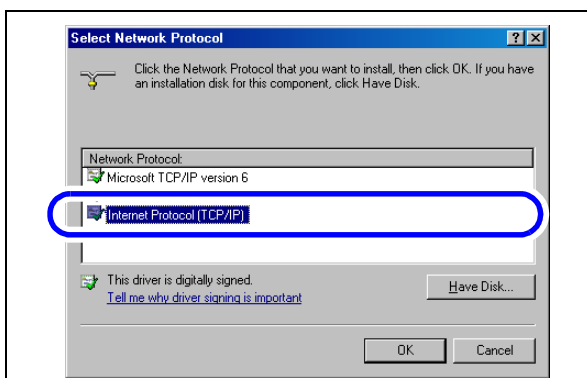 Select Network Protocol
Click the Network Protocol that you want to install, then click OK. If you have
an installation disk for this component, click Have Disk.
Network Protocol:
Microsoft TCP/IP version 6
Internet Protocol (TCP/IP)
This driver is digitally signed.
Tell me why driver signing is important
Have Disk...
OK
Cancel